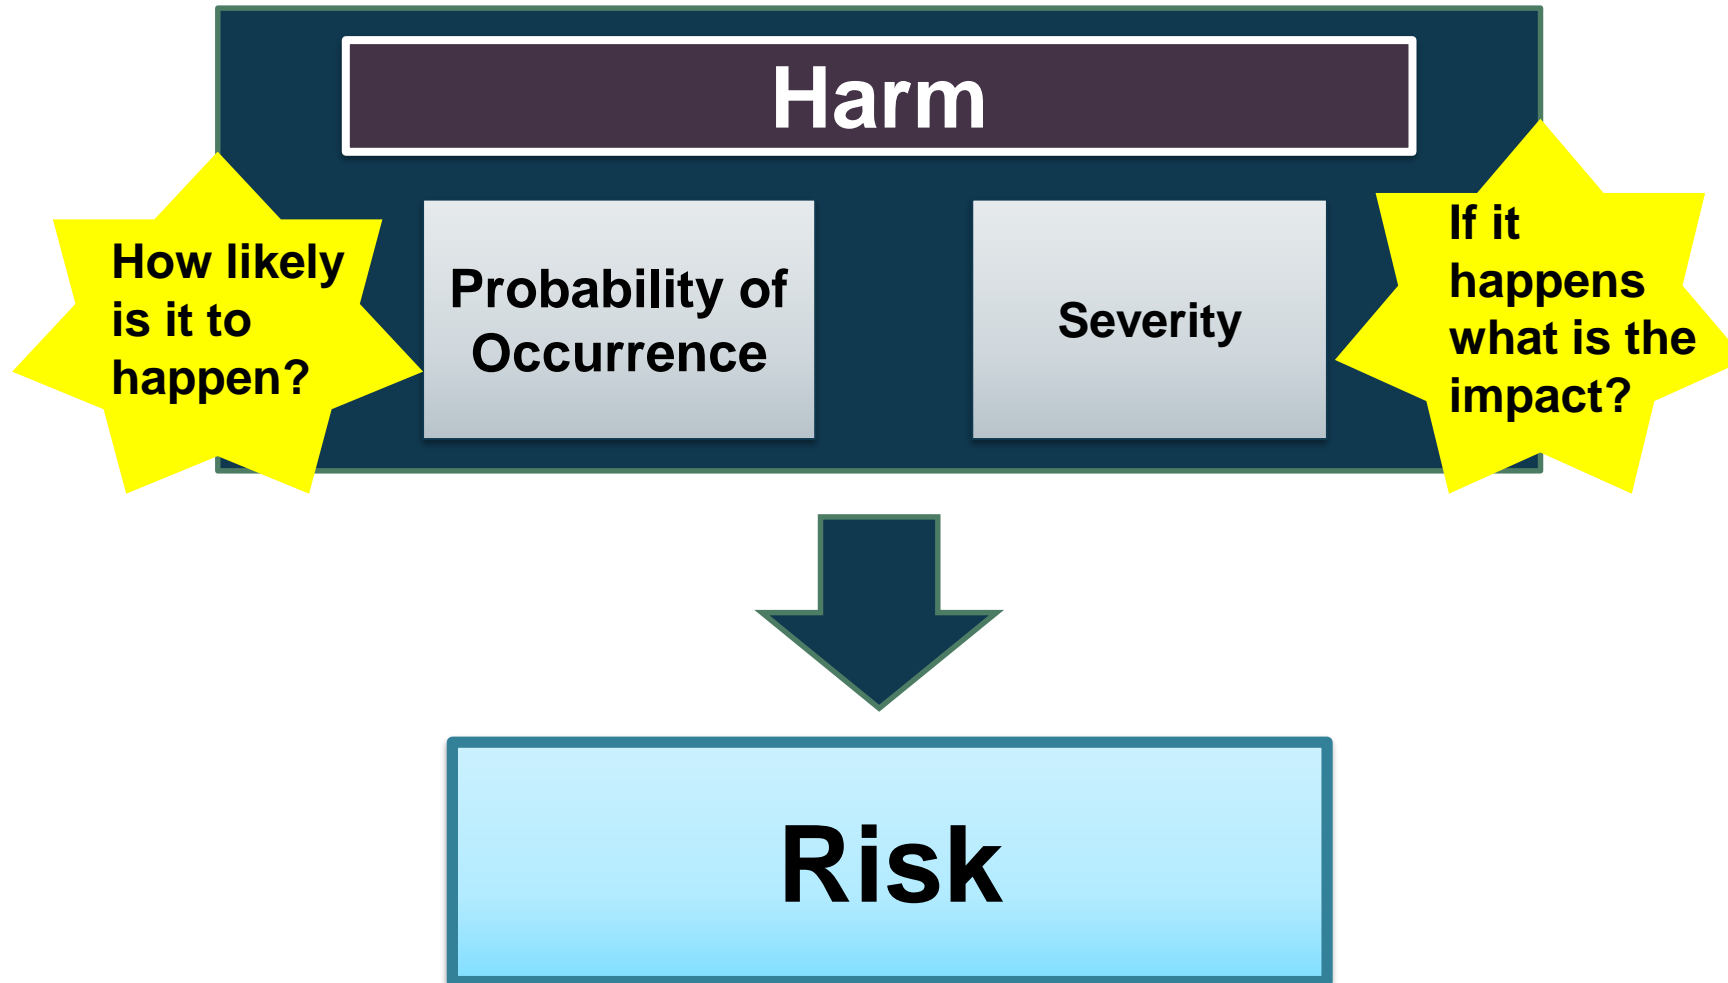 Harm
How likely
is it to
happen?
Probability of
Occurrence
Severity
If it
happens
what is the
impact?
Risk